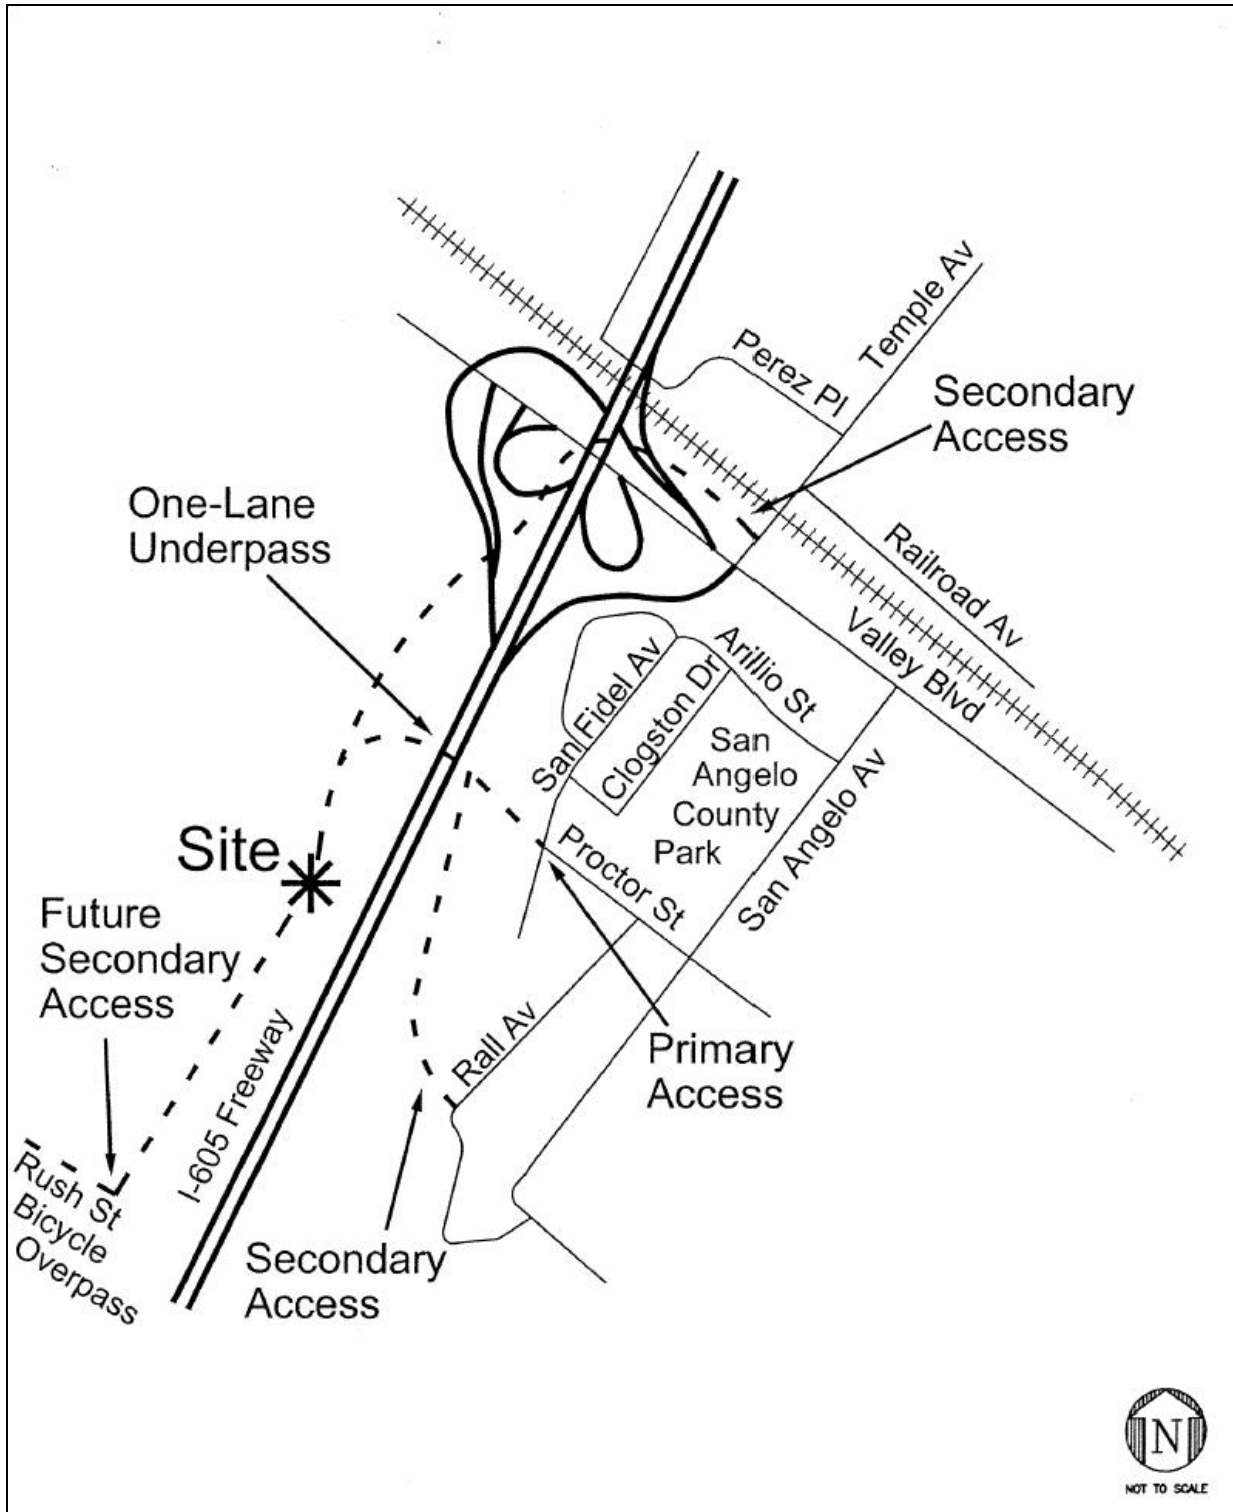 Temple Av
Perez Pl
Secondary
Access
One-Lane
Underpass
Railroad Av
Valley Blvd
Arillio St
San Fidel Av
Clogston Dr
San
Angelo
County
Park
San Angelo Av
Site
Proctor St
Future
Secondary
Access
Primary
Access
Rall Av
I-605 Freeway
Rush St
Bicycle
Overpass
Secondary
Access
N
NOT TO SCALE